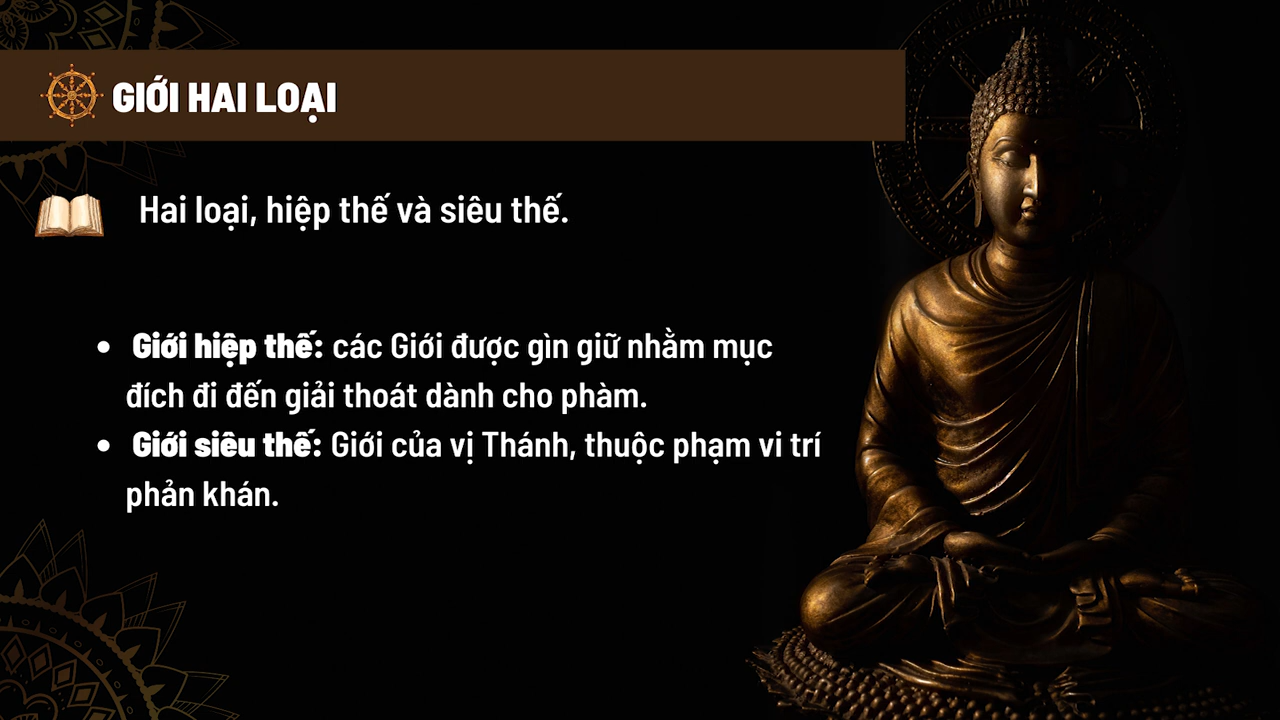 GIỚI HAI LOẠI
Hai loại, hiệp thế và siêu thế.
• Giới hiệp thế: các Giới được gìn giữ nhằm mục
đích đi đến giải thoát dành cho phàm.
• Giới siêu thế: Giới của vị Thánh, thuộc phạm vi trí
phản khán.